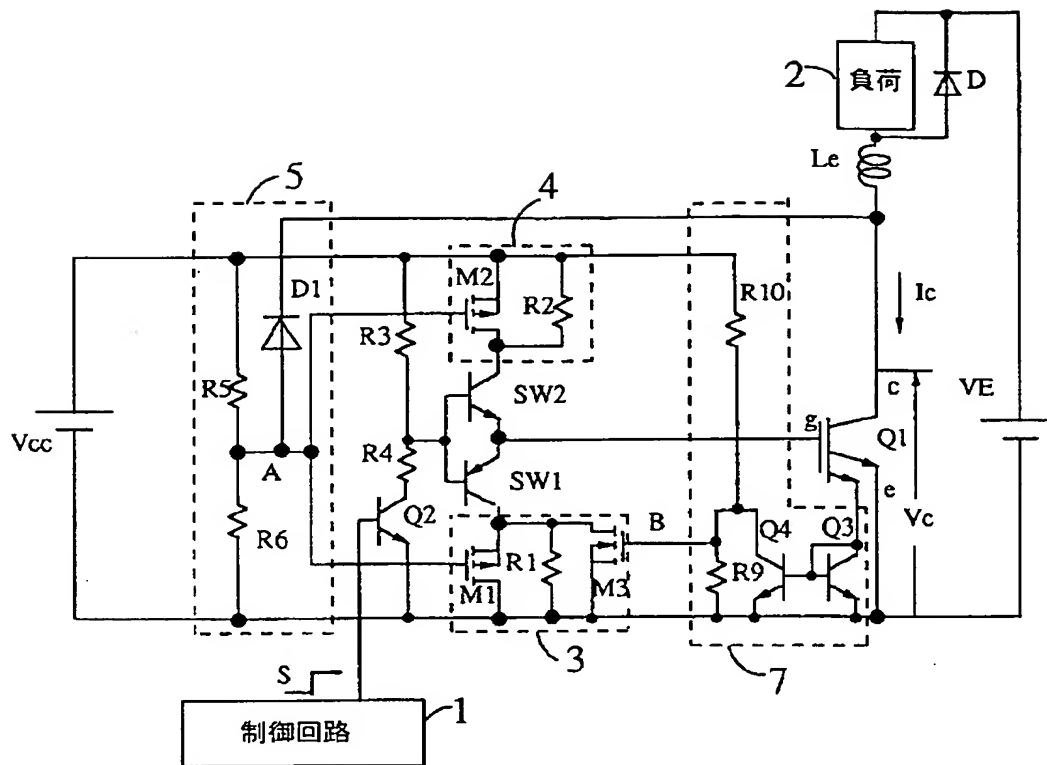 2
負荷
D
Le
5
4
M2
D1
R2
R10
Ic
R3
R5
SW2
c
VE
Vcc
g
Q1
A
R4
SW1
e
Q2
B
Q4
Q3
Vc
R6
R1
R9
M1
M3
3
7
S
1
制御回路